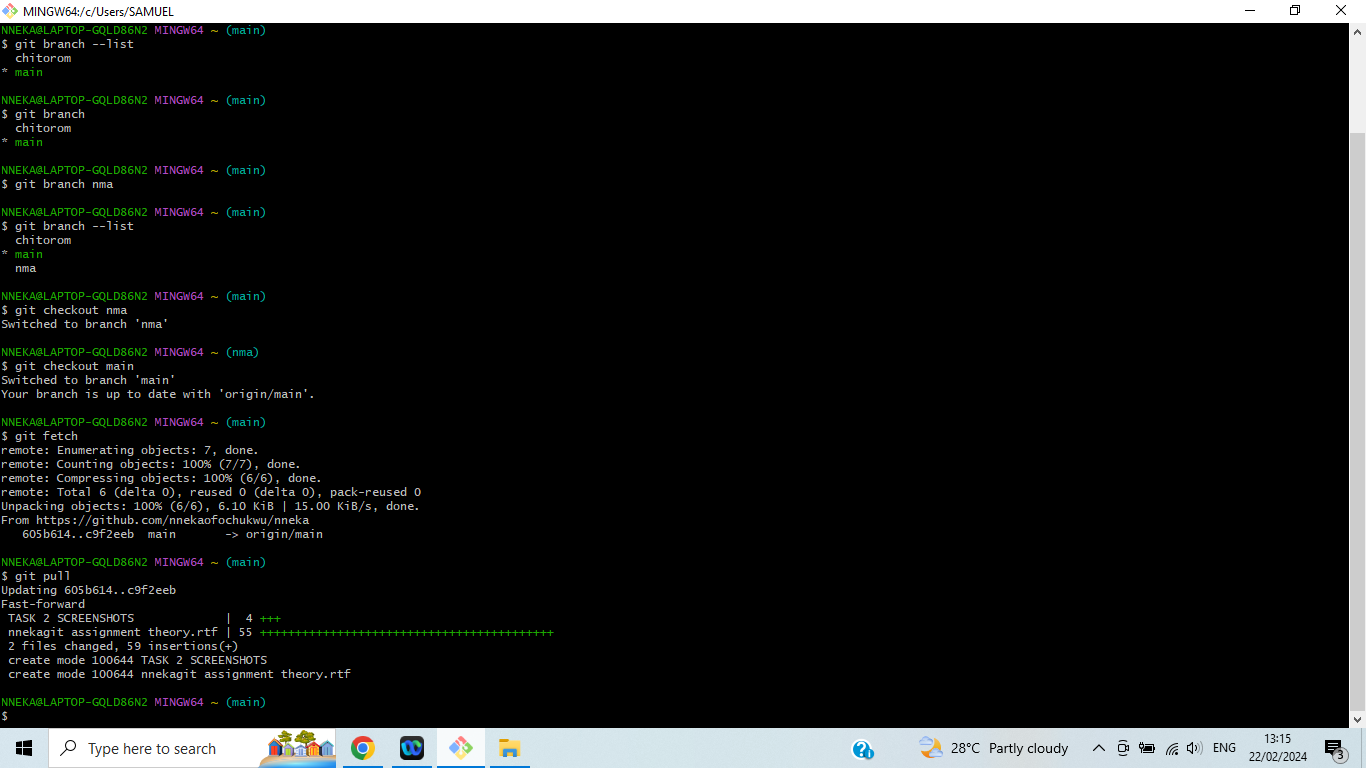 MINGW64:/c/Users/SAMUEL
NNEKA@LAPTOP-GQLD86N2 MINGW64 ~ (main)
$ git branch --list
  chitorom
* main

NNEKA@LAPTOP-GQLD86N2 MINGW64 ~ (main)
$ git branch
  chitorom
* main

NNEKA@LAPTOP-GQLD86N2 MINGW64 ~ (main)
$ git branch nma

NNEKA@LAPTOP-GQLD86N2 MINGW64 ~ (main)
$ git branch --list
  chitorom
* main
  nma

NNEKA@LAPTOP-GQLD86N2 MINGW64 ~ (main)
$ git checkout nma
Switched to branch 'nma'

NNEKA@LAPTOP-GQLD86N2 MINGW64 ~ (nma)
$ git checkout main
Switched to branch 'main'
Your branch is up to date with 'origin/main'.

NNEKA@LAPTOP-GQLD86N2 MINGW64 ~ (main)
$ git fetch
remote: Enumerating objects: 7, done.
remote: Counting objects: 100% (7/7), done.
remote: Compressing objects: 100% (6/6), done.
remote: Total 6 (delta 0), reused 0 (delta 0), pack-reused 0
Unpacking objects: 100% (6/6), 6.10 KiB | 15.00 KiB/s, done.
From https://github.com/nnekaofochukwu/nneka
   605b614..c9f2eeb  main       -> origin/main

NNEKA@LAPTOP-GQLD86N2 MINGW64 ~ (main)
$ git pull
Updating 605b614..c9f2eeb
Fast-forward
 TASK 2 SCREENSHOTS             |  4 +++
 nnekagit assignment theory.rtf | 55 ++++++++++++++++++++++++++++++++++++++++++
 2 files changed, 59 insertions(+)
 create mode 100644 TASK 2 SCREENSHOTS
 create mode 100644 nnekagit assignment theory.rtf

NNEKA@LAPTOP-GQLD86N2 MINGW64 ~ (main)
$
Type here to search
28°C Partly cloudy
ENG
13:15
22/02/2024
3